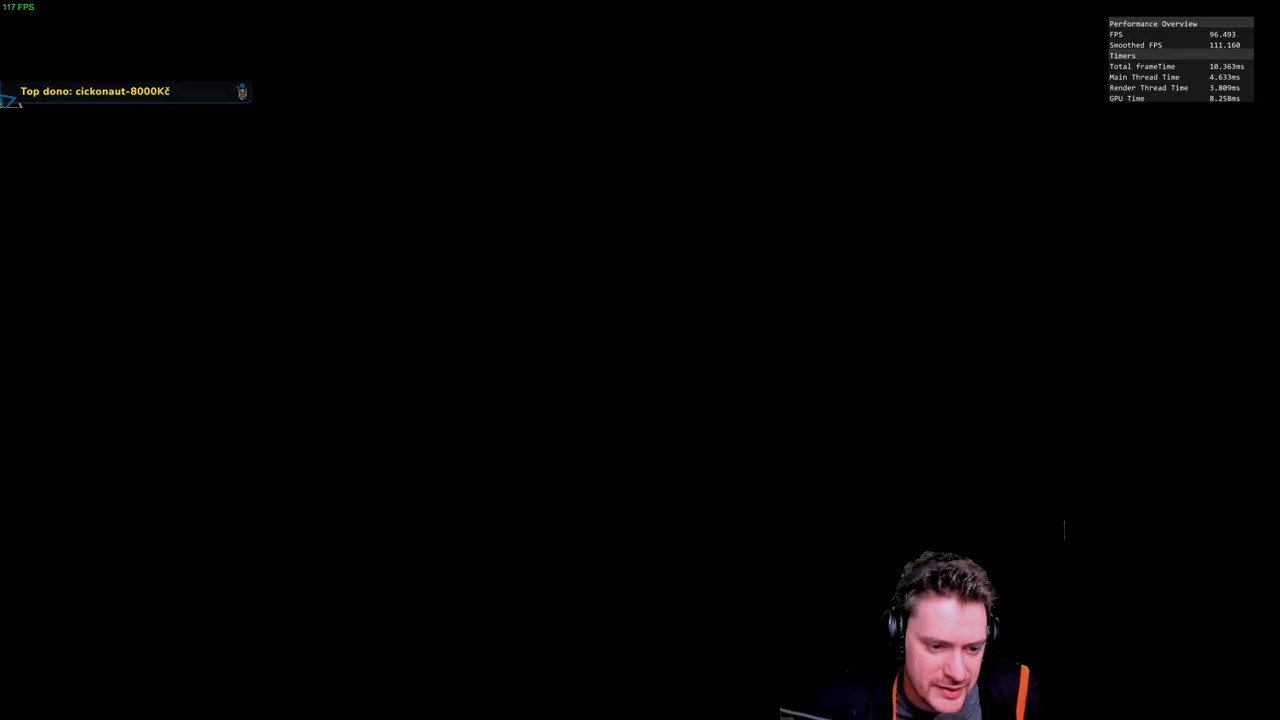 117 FPS
Performance Overview
FPS 96.493
Smoothed FPS 111.160
Timers
Total frameTime 10.363ms
Main Thread Time 4.633ms
Render Thread Time 3.809ms
GPU Time 8.258ms
Top dono: cickonaut-8000Kč